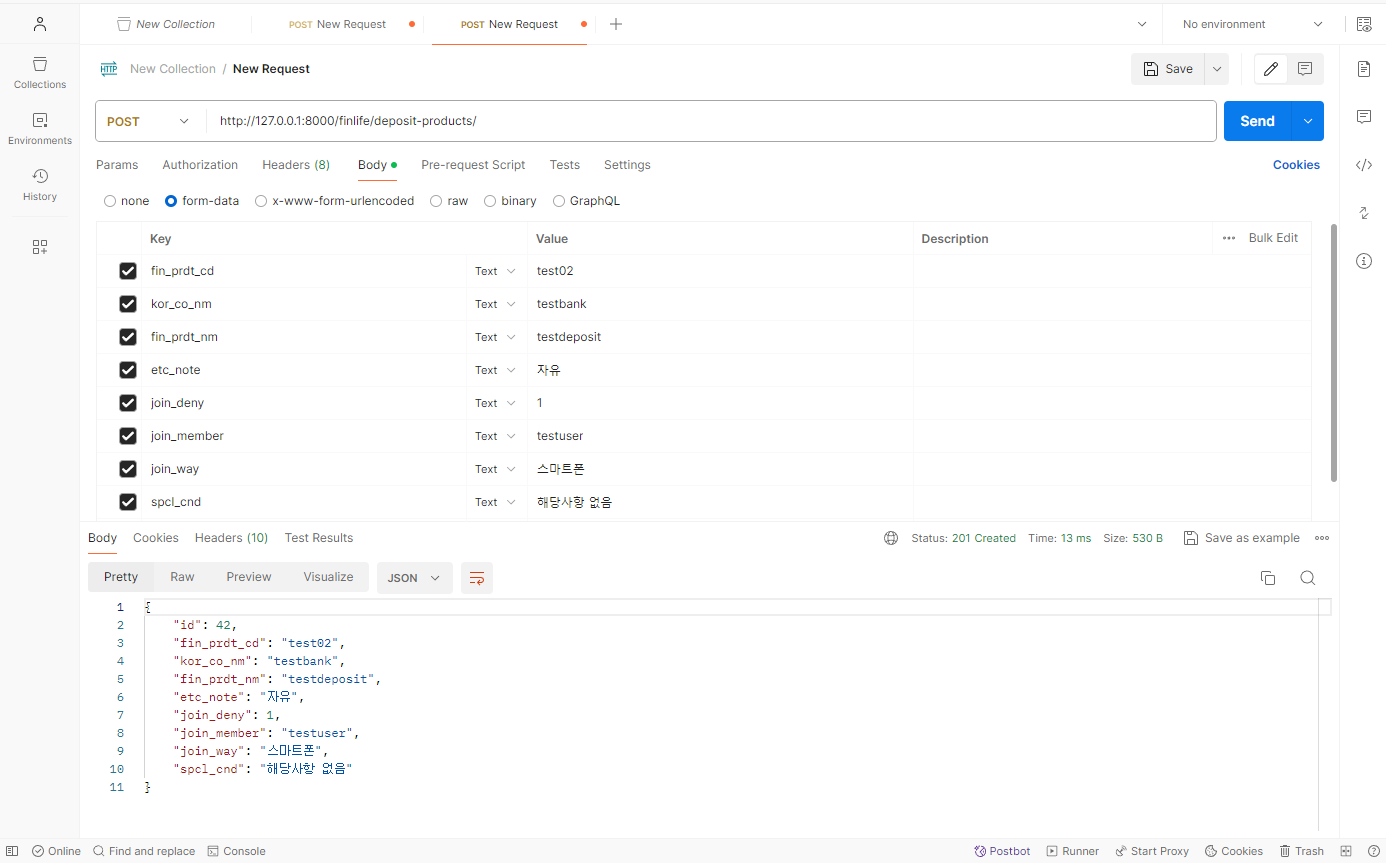 New Collection POST New Request POST New Request No environment
HTTP New Collection / New Request Save
Collections
POST http://127.0.0.1:8000/finlife/deposit-products/ Send
Environments
Params Authorization Headers (8) Body Pre-request Script Tests Settings Cookies
History
none form-data x-www-form-urlencoded raw binary GraphQL
Key Value Description Bulk Edit
fin_prdt_cd Text test02
kor_co_nm Text testbank
fin_prdt_nm Text testdeposit
etc_note Text 자유
join_deny Text 1
join_member Text testuser
join_way Text 스마트폰
spcl_cnd Text 해당사항 없음
Body Cookies Headers (10) Test Results Status: 201 Created Time: 13 ms Size: 530 B Save as example
Pretty Raw Preview Visualize JSON
1 {
2 "id": 42,
3 "fin_prdt_cd": "test02",
4 "kor_co_nm": "testbank",
5 "fin_prdt_nm": "testdeposit",
6 "etc_note": "자유",
7 "join_deny": 1,
8 "join_member": "testuser",
9 "join_way": "스마트폰",
10 "spcl_cnd": "해당사항 없음"
11 }
Online Find and replace Console Postbot Runner Start Proxy Cookies Trash